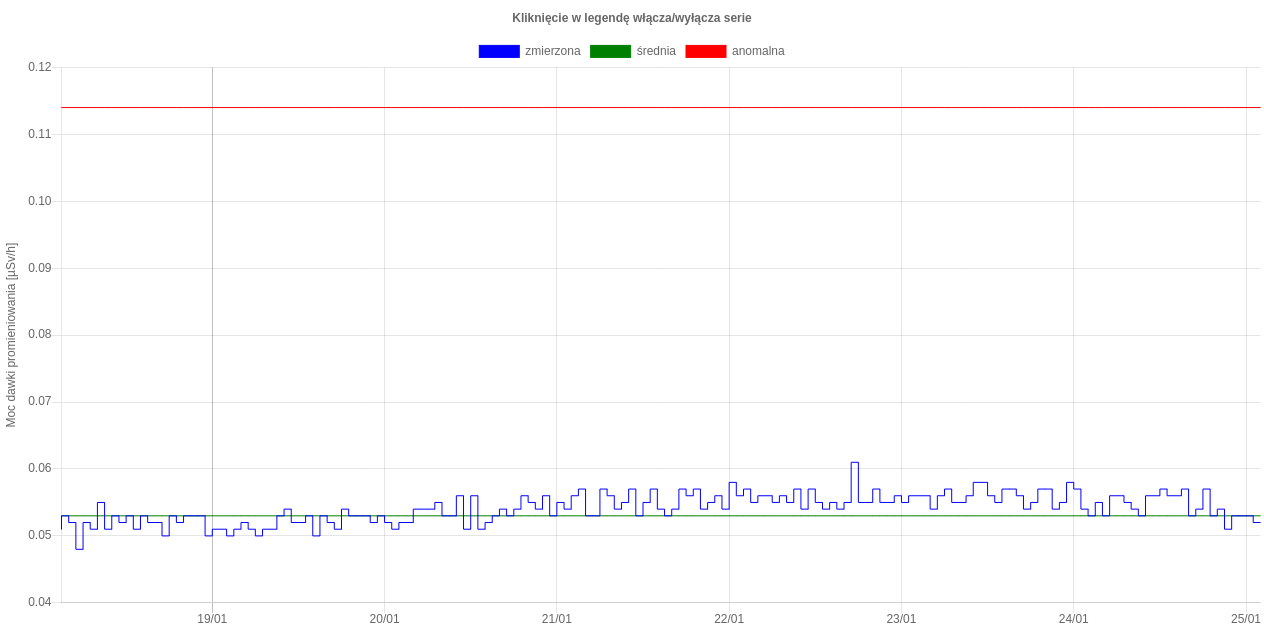 Kliknięcie w legendę włącza/wyłącza serie
zmierzona średnia anomalna
Moc dawki promieniowania [µSv/h]
0.12
0.11
0.10
0.09
0.08
0.07
0.06
0.05
0.04
19/01 20/01 21/01 22/01 23/01 24/01 25/01